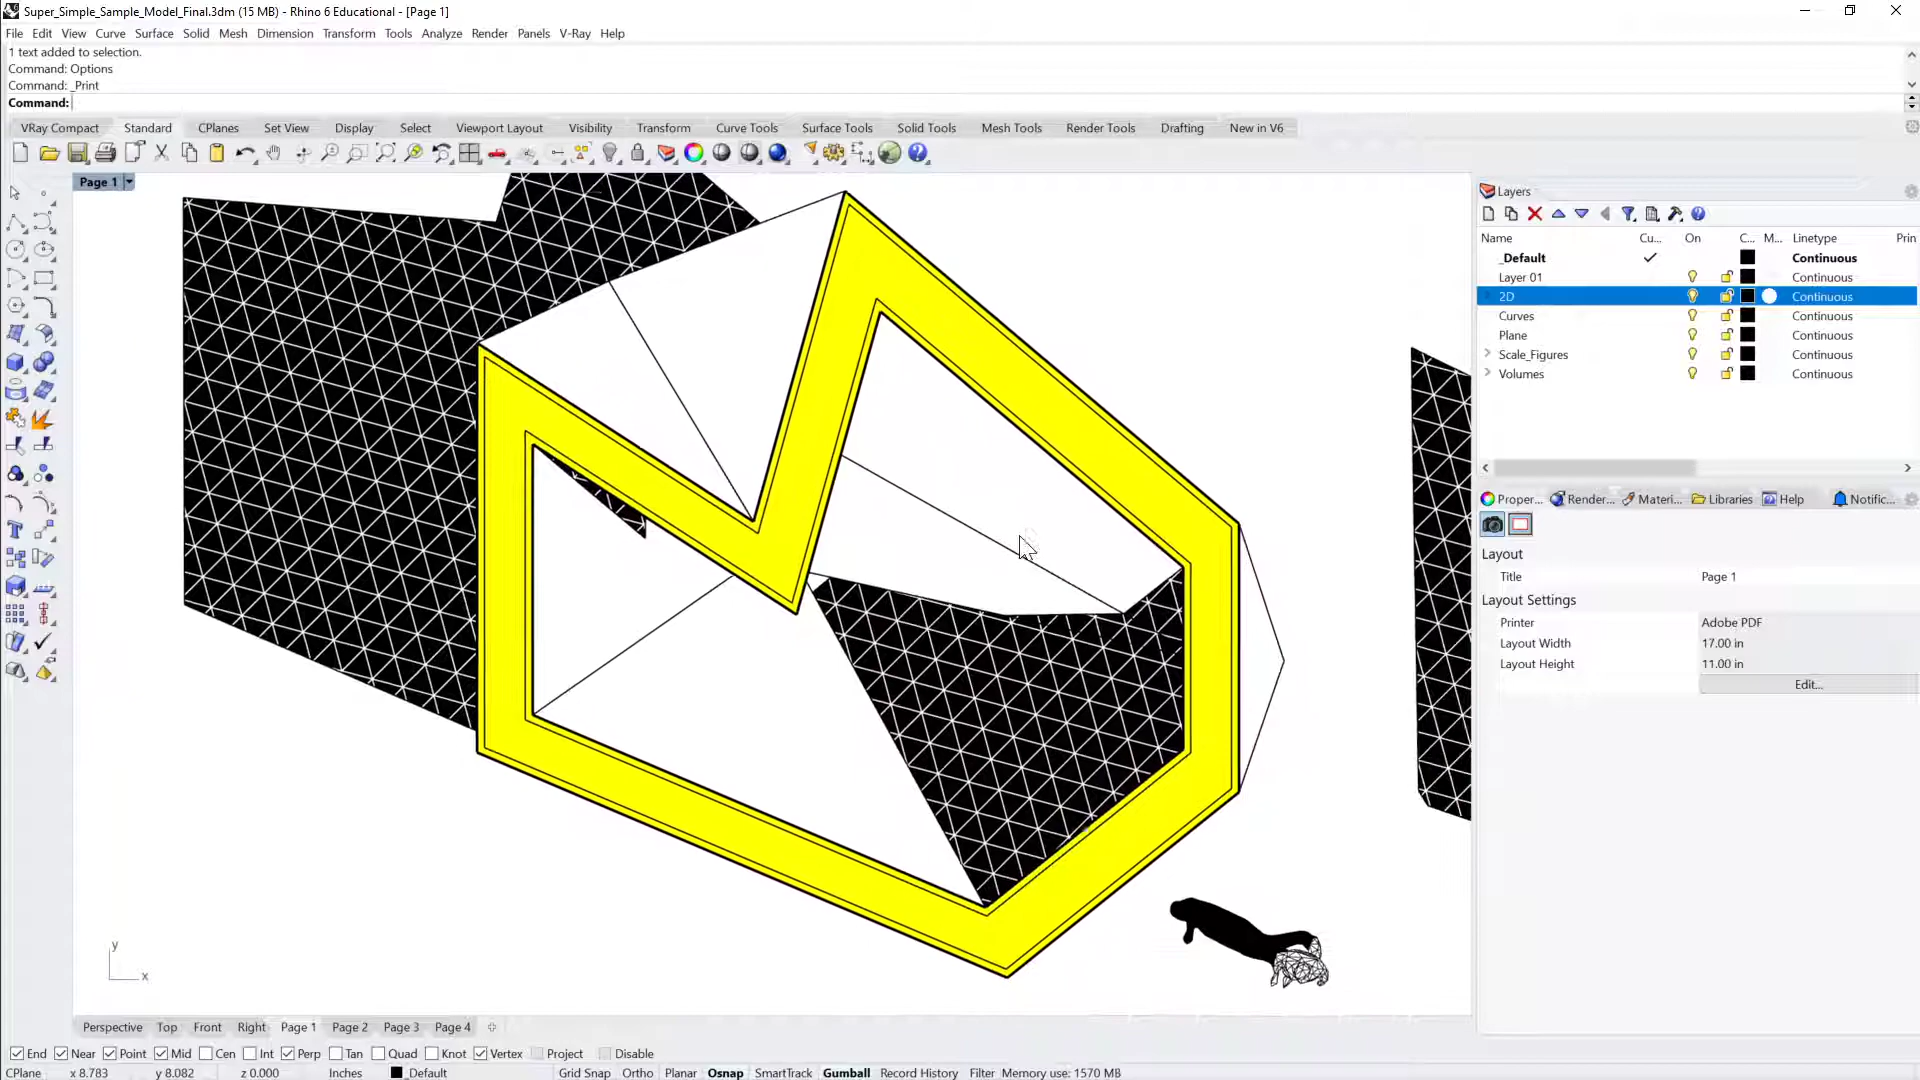 Super_Simple_Sample_Model_Final.3dm (15 MB) - Rhino 6 Educational - [Page 1]
File Edit View Curve Surface Solid Mesh Dimension Transform Tools Analyze Render Panels V-Ray Help
1 text added to selection.
Command: Options
Command: _Print
Command:
VRay Compact Standard CPlanes Set View Display Select Viewport Layout Visibility Transform Curve Tools Surface Tools Solid Tools Mesh Tools Render Tools Drafting New in V6
Page 1
Layers
Name Cu... On C... M... Linetype Prin
_Default Continuous
Layer 01 Continuous
2D Continuous
Curves Continuous
Plane Continuous
Scale_Figures Continuous
Volumes Continuous
Proper... Render... Materi... Libraries Help Notific...
Layout
Title Page 1
Layout Settings
Printer Adobe PDF
Layout Width 17.00 in
Layout Height 11.00 in
Edit...
y
x
Perspective Top Front Right Page 1 Page 2 Page 3 Page 4
End Near Point Mid Cen Int Perp Tan Quad Knot Vertex Project Disable
CPlane x 8.783 y 8.082 z 0.000 Inches _Default Grid Snap Ortho Planar Osnap SmartTrack Gumball Record History Filter Memory use: 1570 MB